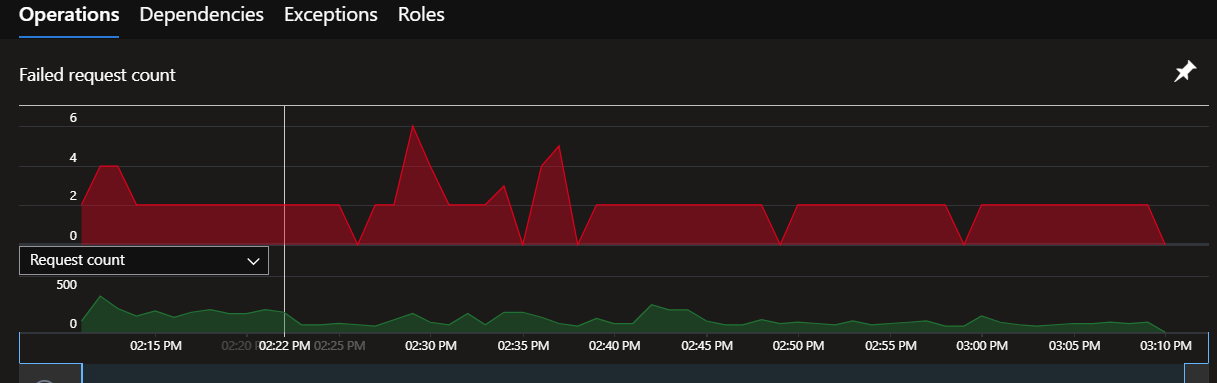 Operations Dependencies Exceptions Roles
Failed request count
6
4
2
0
Request count
500
0
02:15 PM 02:20 02:22 PM 02:25 PM 02:30 PM 02:35 PM 02:40 PM 02:45 PM 02:50 PM 02:55 PM 03:00 PM 03:05 PM 03:10 PM